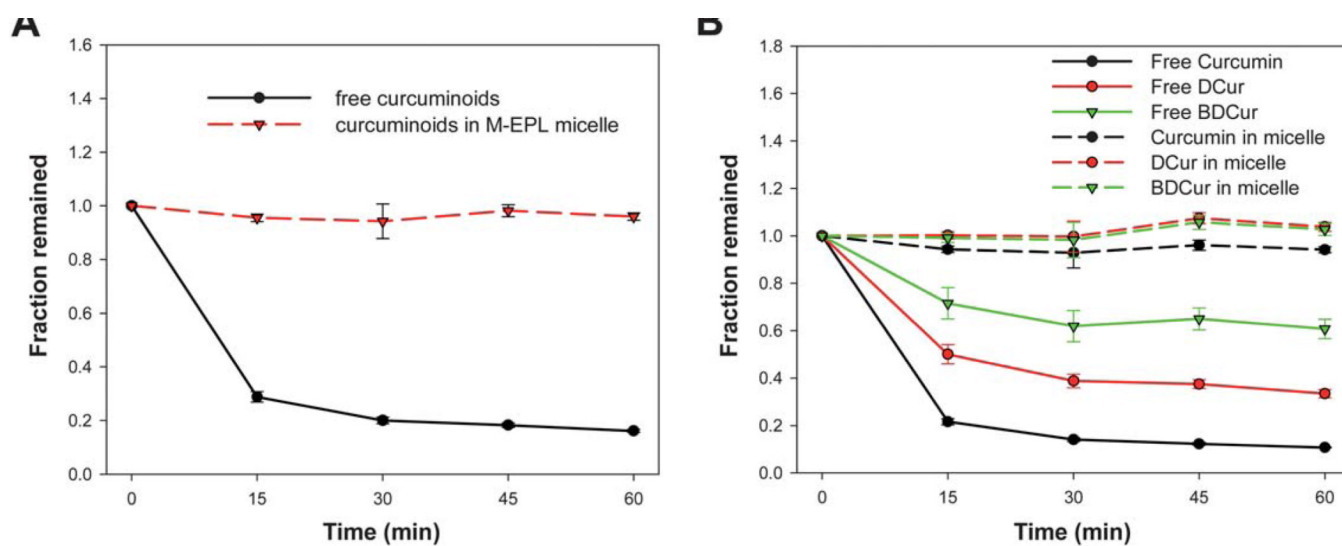 A
1.6
1.4
1.2
1.0
0.8
0.6
0.4
0.2
0.0
Fraction remained
free curcuminoids
curcuminoids in M-EPL micelle
0 15 30 45 60
Time (min)
B
1.8
1.6
1.4
1.2
1.0
0.8
0.6
0.4
0.2
0.0
Fraction remained
Free Curcumin
Free DCur
Free BDCur
Curcumin in micelle
DCur in micelle
BDCur in micelle
0 15 30 45 60
Time (min)